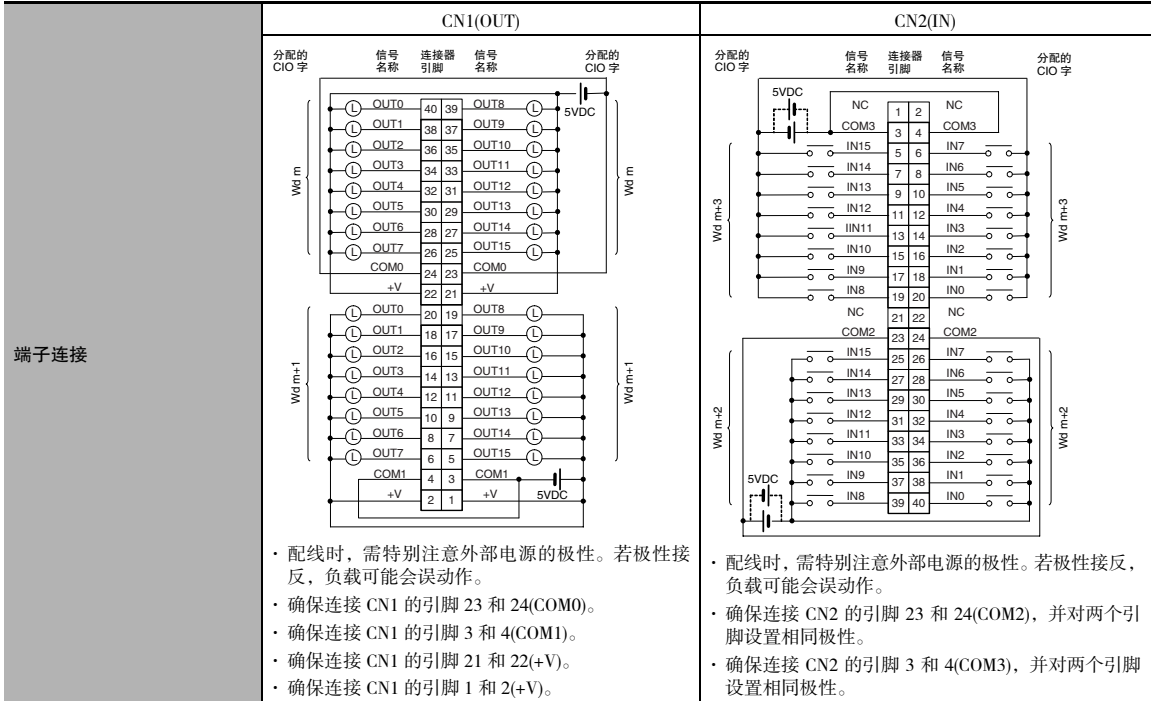 CN1(OUT)
CN2(IN)
端子连接
分配的 信号 连接器 信号 分配的
CIO 字 名称 引脚 名称 CIO 字
5VDC
Wd m
Wd m
OUT0 40 39 OUT8
OUT1 38 37 OUT9
OUT2 36 35 OUT10
OUT3 34 33 OUT11
OUT4 32 31 OUT12
OUT5 30 29 OUT13
OUT6 28 27 OUT14
OUT7 26 25 OUT15
COM0 24 23 COM0
+V 22 21 +V
Wd m+1
Wd m+1
L OUT0 20 19 OUT8 L
L OUT1 18 17 OUT9 L
L OUT2 16 15 OUT10 L
L OUT3 14 13 OUT11 L
L OUT4 12 11 OUT12 L
L OUT5 10 9 OUT13 L
L OUT6 8 7 OUT14 L
L OUT7 6 5 OUT15 L
COM1 4 3 COM1
+V 2 1 +V
5VDC
· 配线时，需特别注意外部电源的极性。若极性接
反，负载可能会误动作。
· 确保连接 CN1 的引脚 23 和 24(COM0)。
· 确保连接 CN1 的引脚 3 和 4(COM1)。
· 确保连接 CN1 的引脚 21 和 22(+V)。
· 确保连接 CN1 的引脚 1 和 2(+V)。
分配的 信号 连接器 信号 分配的
CIO 字 名称 引脚 名称 CIO 字
5VDC
NC 1 2 NC
COM3 3 4 COM3
Wd m+3
Wd m+3
IN15 5 6 IN7
IN14 7 8 IN6
IN13 9 10 IN5
IN12 11 12 IN4
IIN11 13 14 IN3
IN10 15 16 IN2
IN9 17 18 IN1
IN8 19 20 IN0
NC 21 22 NC
COM2 23 24 COM2
Wd m+2
Wd m+2
IN15 25 26 IN7
IN14 27 28 IN6
IN13 29 30 IN5
IN12 31 32 IN4
IN11 33 34 IN3
IN10 35 36 IN2
IN9 37 38 IN1
IN8 39 40 IN0
5VDC
· 配线时，需特别注意外部电源的极性。若极性接反，
负载可能会误动作。
· 确保连接 CN2 的引脚 23 和 24(COM2)，并对两个引
脚设置相同极性。
· 确保连接 CN2 的引脚 3 和 4(COM3)，并对两个引脚
设置相同极性。